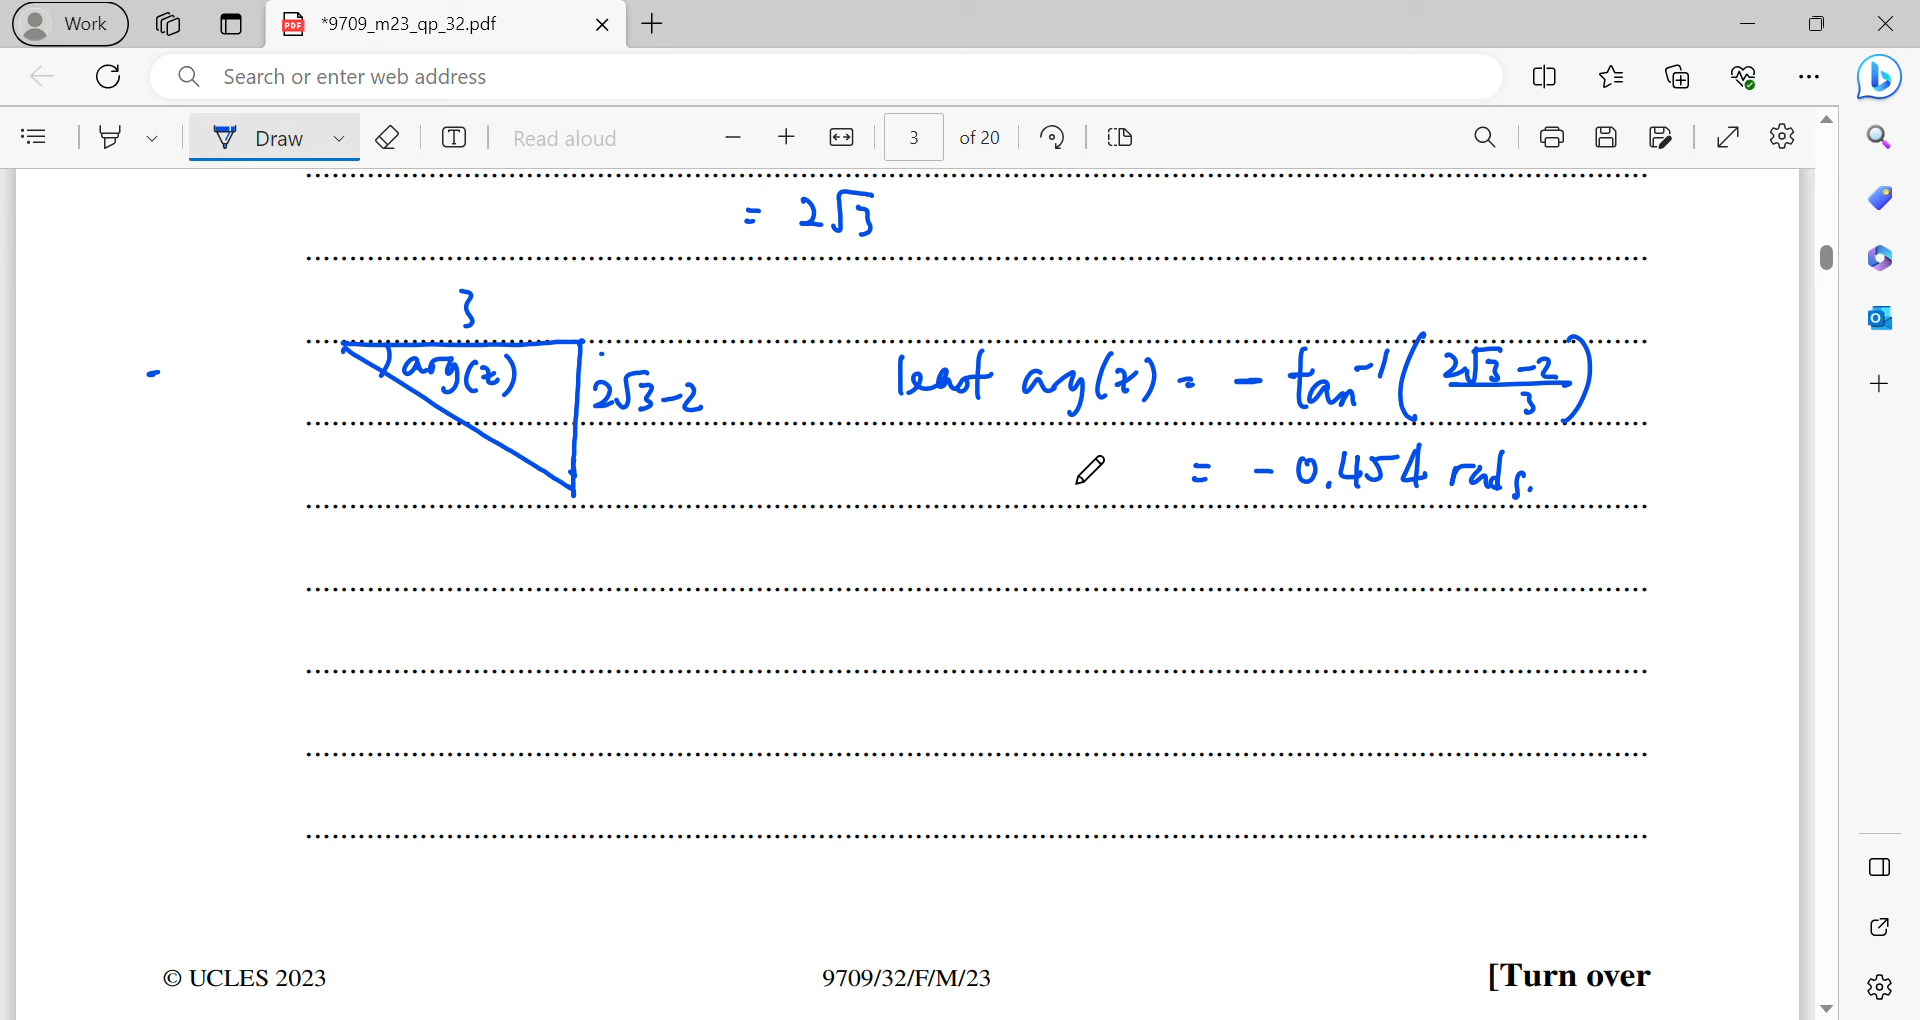 Work
*9709_m23_qp_32.pdf
Search or enter web address
Draw
Read aloud
3 of 20
= 2√3
3
arg(z)
2√3-2
least arg(z) = - tan⁻¹(2√3-2/3)
= - 0.454 rads.
© UCLES 2023
9709/32/F/M/23
[Turn over